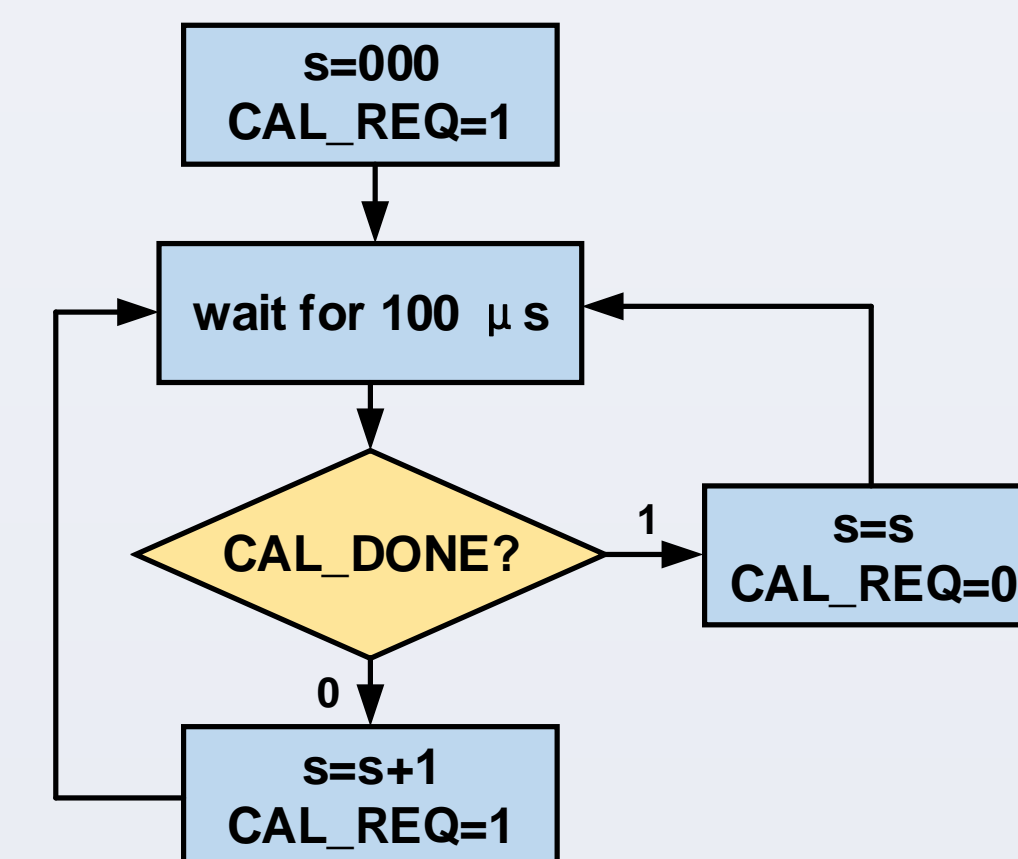 s=000
CAL_REQ=1
wait for 100 μs
CAL_DONE?
1
s=s
CAL_REQ=0
0
s=s+1
CAL_REQ=1